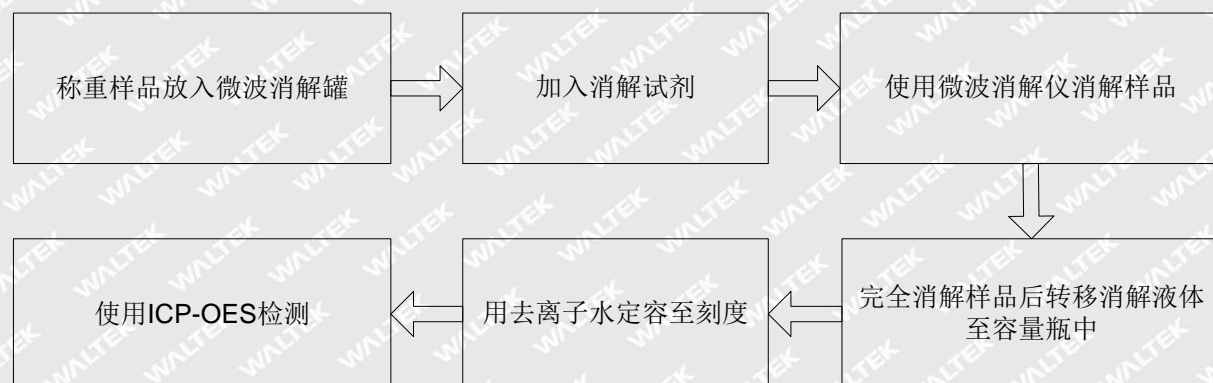 称重样品放入微波消解罐
加入消解试剂
使用微波消解仪消解样品
完全消解样品后转移消解液体
至容量瓶中
用去离子水定容至刻度
使用ICP-OES检测
WALTEK